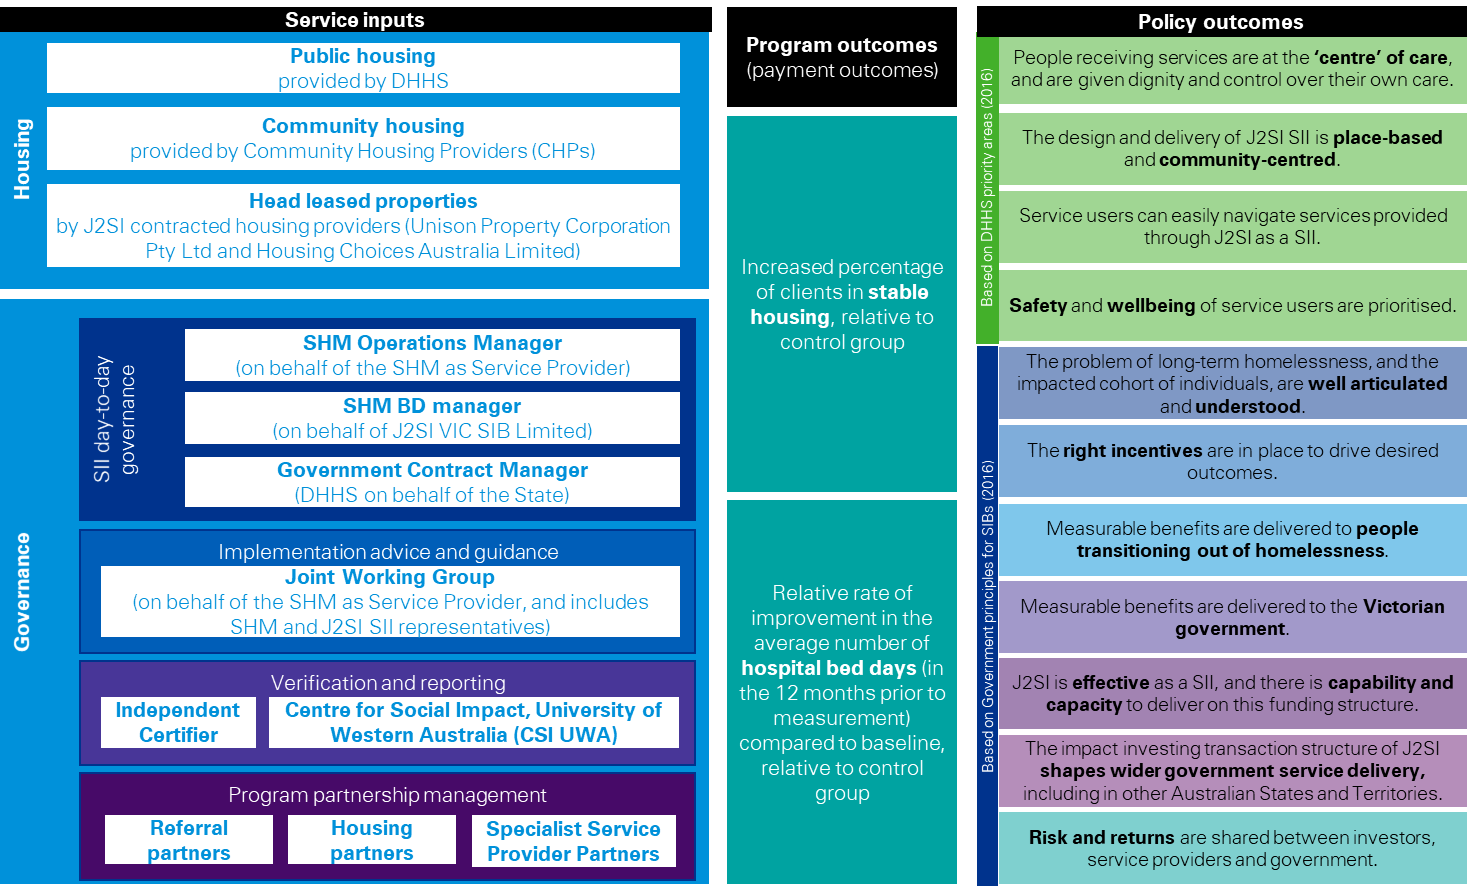 Service inputs
Housing
Public housing
provided by DHHS
Community housing
provided by Community Housing Providers (CHPs)
Head leased properties
by J2SI contracted housing providers (Unison Property Corporation
Pty Ltd and Housing Choices Australia Limited)
Governance
SII day-to-day
governance
SHM Operations Manager
(on behalf of the SHM as Service Provider)
SHM BD manager
(on behalf of J2SI VIC SIB Limited)
Government Contract Manager
(DHHS on behalf of the State)
Implementation advice and guidance
Joint Working Group
(on behalf of the SHM as Service Provider, and includes
SHM and J2SI SII representatives)
Verification and reporting
Independent
Certifier
Centre for Social Impact, University of
Western Australia (CSI UWA)
Program partnership management
Referral
partners
Housing
partners
Specialist Service
Provider Partners
Program outcomes
(payment outcomes)
Increased percentage
of clients in stable
housing, relative to
control group
Relative rate of
improvement in the
average number of
hospital bed days (in
the 12 months prior to
measurement)
compared to baseline,
relative to control
group
Policy outcomes
Based on DHHS priority areas (2016)
People receiving services are at the ‘centre’ of care,
and are given dignity and control over their own care.
The design and delivery of J2SI SII is place-based
and community-centred.
Service users can easily navigate services provided
through J2SI as a SII.
Safety and wellbeing of service users are prioritised.
Based on Government principles for SIBs (2016)
The problem of long-term homelessness, and the
impacted cohort of individuals, are well articulated
and understood.
The right incentives are in place to drive desired
outcomes.
Measurable benefits are delivered to people
transitioning out of homelessness.
Measurable benefits are delivered to the Victorian
government.
J2SI is effective as a SII, and there is capability and
capacity to deliver on this funding structure.
The impact investing transaction structure of J2SI
shapes wider government service delivery,
including in other Australian States and Territories.
Risk and returns are shared between investors,
service providers and government.